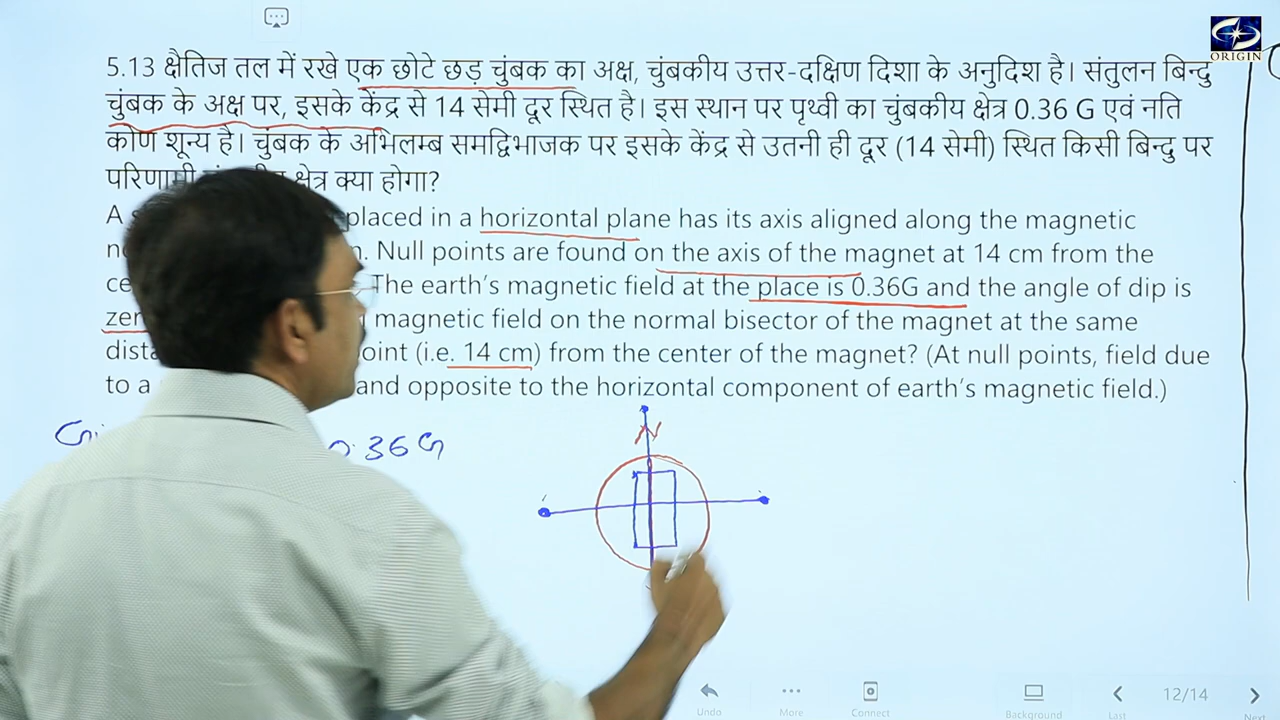 ORIGIN
5.13 क्षैतिज तल में रखे एक छोटे छड़ चुंबक का अक्ष, चुंबकीय उत्तर-दक्षिण दिशा के अनुदिश है। संतुलन बिन्दु
चुंबक के अक्ष पर, इसके केंद्र से 14 सेमी दूर स्थित है। इस स्थान पर पृथ्वी का चुंबकीय क्षेत्र 0.36 G एवं नति
कोण शून्य है। चुंबक के अभिलम्ब समद्विभाजक पर इसके केंद्र से उतनी ही दूर (14 सेमी) स्थित किसी बिन्दु पर
परिणामी क्षेत्र क्या होगा?
A placed in a horizontal plane has its axis aligned along the magnetic
Null points are found on the axis of the magnet at 14 cm from the
The earth's magnetic field at the place is 0.36G and the angle of dip is
magnetic field on the normal bisector of the magnet at the same
(i.e. 14 cm) from the center of the magnet? (At null points, field due
to a and opposite to the horizontal component of earth's magnetic field.)
0.36 G
N
Undo
More
Connect
Background
Last
12/14
Next